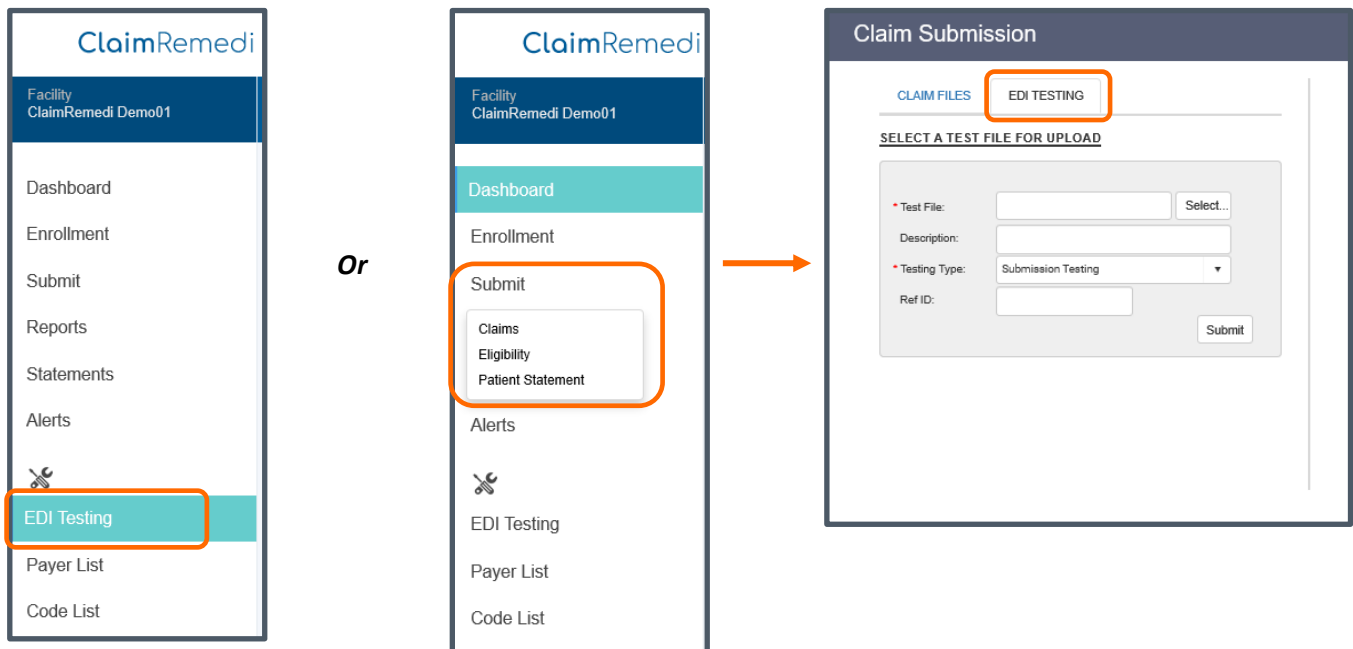 ClaimRemedi
Facility
ClaimRemedi Demo01
Dashboard
Enrollment
Submit
Reports
Statements
Alerts
EDI Testing
Payer List
Code List
Or
ClaimRemedi
Facility
ClaimRemedi Demo01
Dashboard
Enrollment
Submit
Claims
Eligibility
Patient Statement
Alerts
EDI Testing
Payer List
Code List
Claim Submission
CLAIM FILES EDI TESTING
SELECT A TEST FILE FOR UPLOAD
* Test File: Select...
Description:
* Testing Type: Submission Testing
Ref ID:
Submit